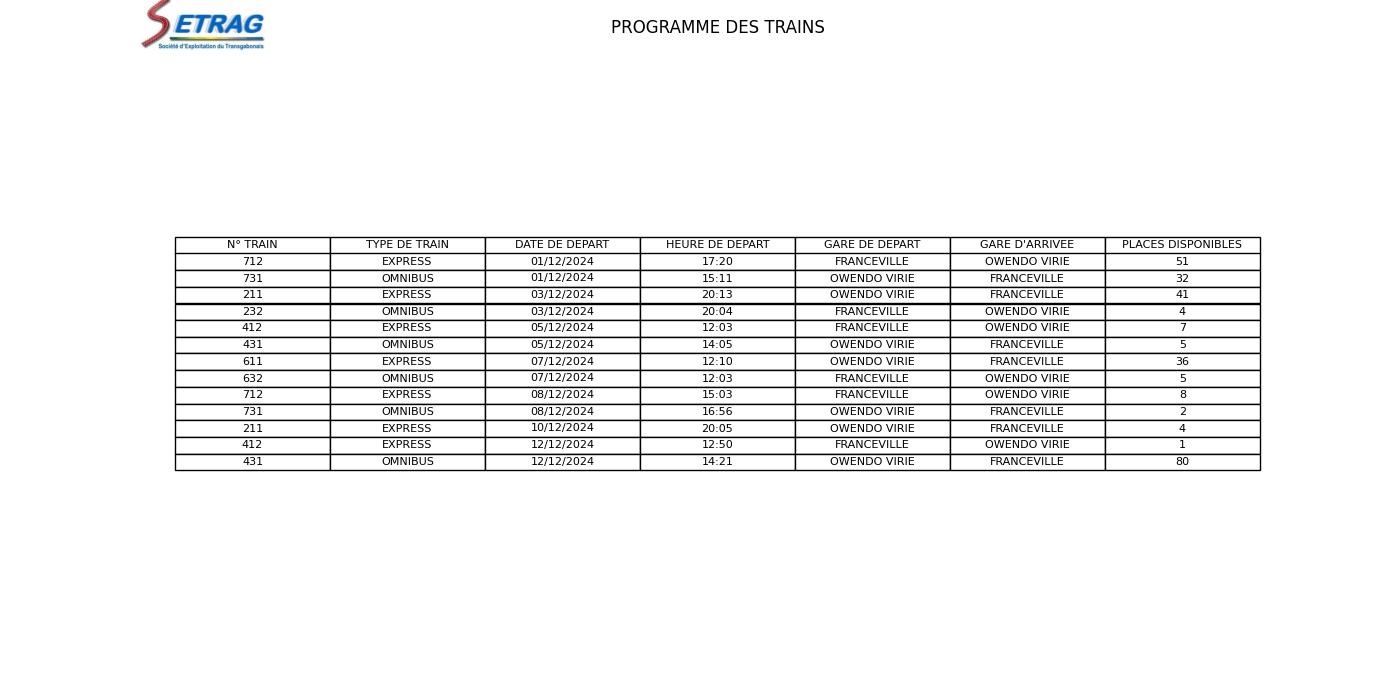 SETRAG
Société d'Exploitation du Transgabonais
PROGRAMME DES TRAINS
N° TRAIN TYPE DE TRAIN DATE DE DEPART HEURE DE DEPART GARE DE DEPART GARE D'ARRIVEE PLACES DISPONIBLES
712 EXPRESS 01/12/2024 17:20 FRANCEVILLE OWENDO VIRIE 51
731 OMNIBUS 01/12/2024 15:11 OWENDO VIRIE FRANCEVILLE 32
211 EXPRESS 03/12/2024 20:13 OWENDO VIRIE FRANCEVILLE 41
232 OMNIBUS 03/12/2024 20:04 FRANCEVILLE OWENDO VIRIE 4
412 EXPRESS 05/12/2024 12:03 FRANCEVILLE OWENDO VIRIE 7
431 OMNIBUS 05/12/2024 14:05 OWENDO VIRIE FRANCEVILLE 5
611 EXPRESS 07/12/2024 12:10 OWENDO VIRIE FRANCEVILLE 36
632 OMNIBUS 07/12/2024 12:03 FRANCEVILLE OWENDO VIRIE 5
712 EXPRESS 08/12/2024 15:03 FRANCEVILLE OWENDO VIRIE 8
731 OMNIBUS 08/12/2024 16:56 OWENDO VIRIE FRANCEVILLE 2
211 EXPRESS 10/12/2024 20:05 OWENDO VIRIE FRANCEVILLE 4
412 EXPRESS 12/12/2024 12:50 FRANCEVILLE OWENDO VIRIE 1
431 OMNIBUS 12/12/2024 14:21 OWENDO VIRIE FRANCEVILLE 80